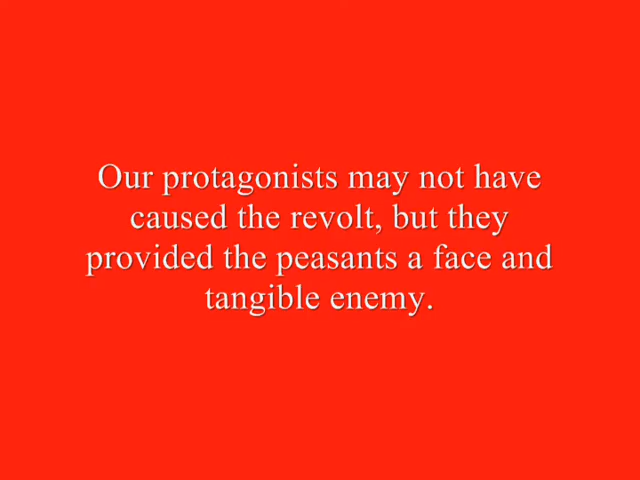 Our protagonists may not have
caused the revolt, but they
provided the peasants a face and
tangible enemy.